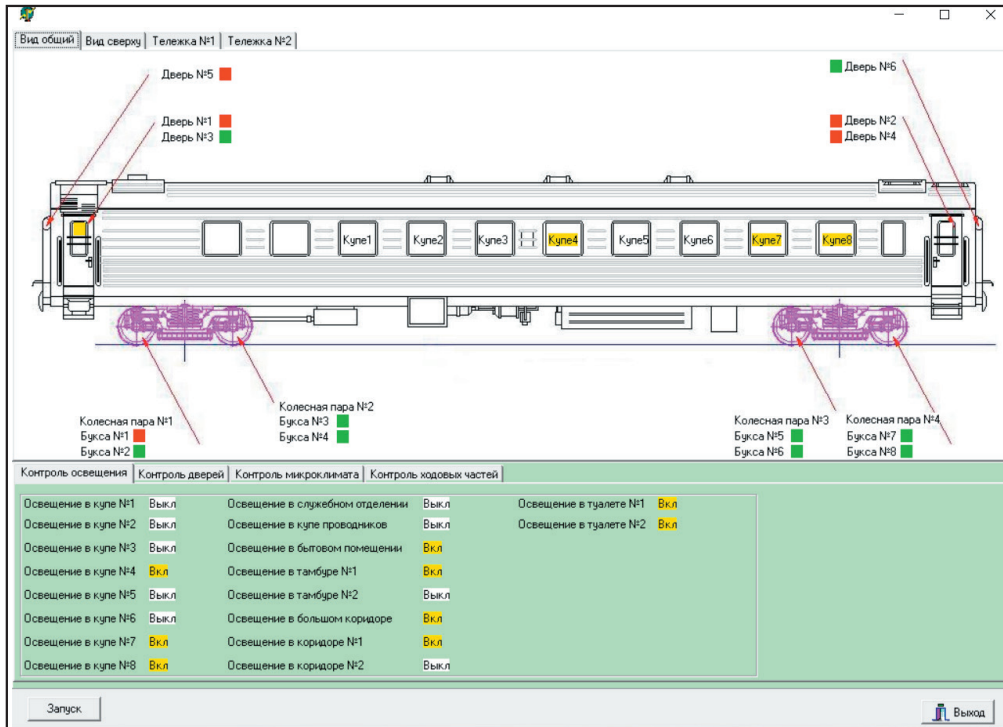 Вид общий Вид сверху Тележка №1 Тележка №2
Дверь №5
Дверь №6
Дверь №1
Дверь №3
Дверь №2
Дверь №4
Купе1 Купе2 Купе3 Купе4 Купе5 Купе6 Купе7 Купе8
Колесная пара №1
Букса №1
Букса №2
Колесная пара №2
Букса №3
Букса №4
Колесная пара №3
Букса №5
Букса №6
Колесная пара №4
Букса №7
Букса №8
Контроль освещения Контроль дверей Контроль микроклимата Контроль ходовых частей
Освещение в купе №1 Выкл
Освещение в купе №2 Выкл
Освещение в купе №3 Выкл
Освещение в купе №4 Вкл
Освещение в купе №5 Выкл
Освещение в купе №6 Выкл
Освещение в купе №7 Вкл
Освещение в купе №8 Вкл
Освещение в служебном отделении Выкл
Освещение в купе проводников Выкл
Освещение в бытовом помещении Вкл
Освещение в тамбуре №1 Вкл
Освещение в тамбуре №2 Выкл
Освещение в большом коридоре Вкл
Освещение в коридоре №1 Вкл
Освещение в коридоре №2 Выкл
Освещение в туалете №1 Вкл
Освещение в туалете №2 Вкл
Запуск
Выход